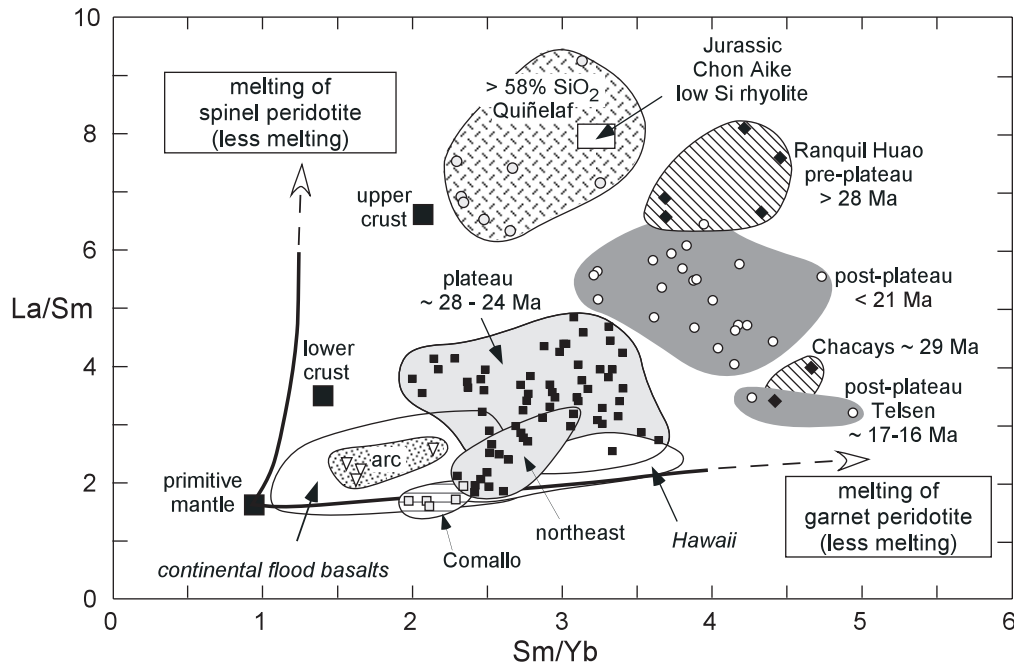 10
8
6
4
2
0
La/Sm
0
1
2
3
4
5
6
Sm/Yb
melting of
spinel peridotite
(less melting)
> 58% SiO2
Quiñelaf
Jurassic
Chon Aike
low Si rhyolite
Ranquil Huao
pre-plateau
> 28 Ma
upper
crust
plateau
~ 28 - 24 Ma
post-plateau
< 21 Ma
lower
crust
Chacays ~ 29 Ma
post-plateau
Telsen
~ 17-16 Ma
arc
primitive
mantle
continental flood basalts
Comallo
northeast
Hawaii
melting of
garnet peridotite
(less melting)